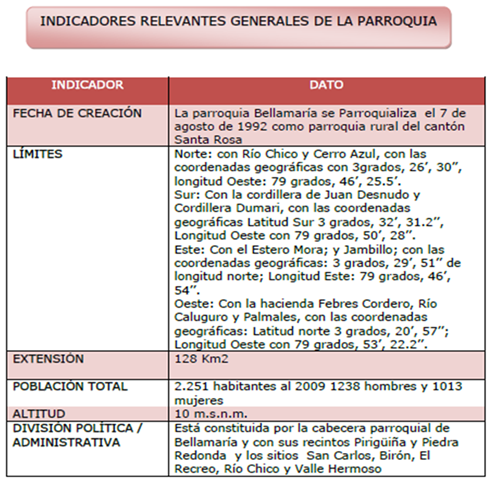 INDICADORES RELEVANTES GENERALES DE LA PARROQUIA
INDICADOR DATO
FECHA DE CREACIÓN La parroquia Bellamaría se Parroquializa el 7 de
agosto de 1992 como parroquia rural del cantón
Santa Rosa
LÍMITES Norte: con Río Chico y Cerro Azul, con las
coordenadas geográficas con 3grados, 26’, 30”,
longitud Oeste: 79 grados, 46’, 25.5’.
Sur: Con la cordillera de Juan Desnudo y
Cordillera Dumari, con las coordenadas
geográficas Latitud Sur 3 grados, 32’, 31.2”,
Longitud Oeste con 79 grados, 50’, 28”.
Este: Con el Estero Mora; y Jambillo; con las
coordenadas geográficas: 3 grados, 29’, 51” de
longitud norte; Longitud Este: 79 grados, 46’,
54”.
Oeste: Con la hacienda Febres Cordero, Río
Caluguro y Palmales, con las coordenadas
geográficas: Latitud norte 3 grados, 20’, 57”;
Longitud Oeste con 79 grados, 53’, 22.2”.
EXTENSIÓN 128 Km2
POBLACIÓN TOTAL 2.251 habitantes al 2009 1238 hombres y 1013
mujeres
ALTITUD 10 m.s.n.m.
DIVISIÓN POLÍTICA / Está constituida por la cabecera parroquial de
ADMINISTRATIVA Bellamaría y con sus recintos Pirigüiña y Piedra
Redonda y los sitios San Carlos, Birón, El
Recreo, Río Chico y Valle Hermoso